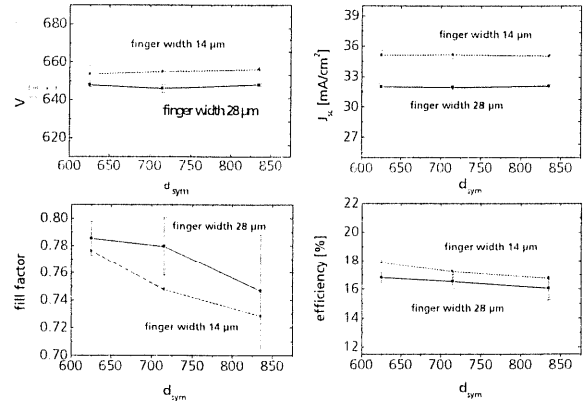 680
660
640
620
V
finger width 14 µm
finger width 28 µm
600 650 700 750 800 850
d_sym
39
36
33
30
27
J_sc [mA/cm²]
finger width 14 µm
finger width 28 µm
600 650 700 750 800 850
d_sym
0.80
0.78
0.76
0.74
0.72
0.70
fill factor
finger width 28 µm
finger width 14 µm
600 650 700 750 800 850
d_sym
22
20
18
16
14
12
efficiency [%]
finger width 14 µm
finger width 28 µm
600 650 700 750 800 850
d_sym